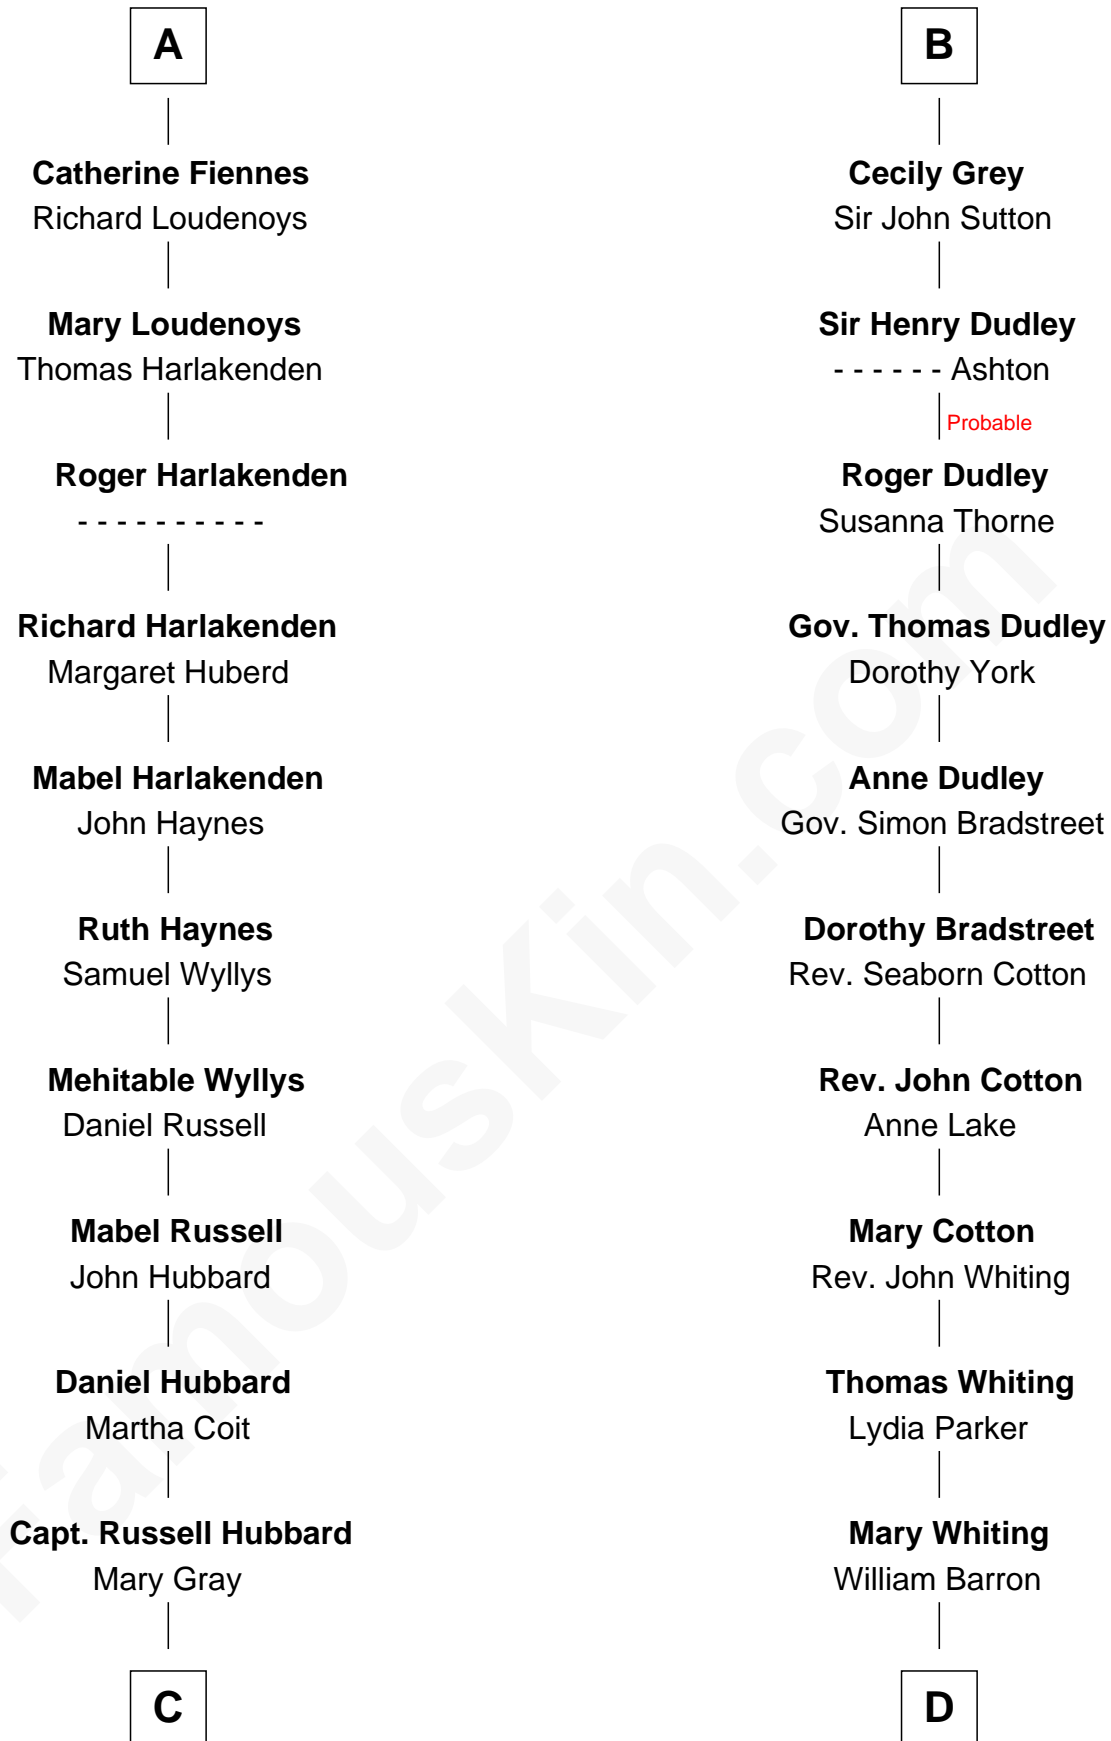 A
Catherine Fiennes
Richard Loudenoys
Mary Loudenoys
Thomas Harlakenden
Roger Harlakenden
- - - - - - - - - -
Richard Harlakenden
Margaret Huberd
Mabel Harlakenden
John Haynes
Ruth Haynes
Samuel Wyllys
Mehitable Wyllys
Daniel Russell
Mabel Russell
John Hubbard
Daniel Hubbard
Martha Coit
Capt. Russell Hubbard
Mary Gray
C
B
Cecily Grey
Sir John Sutton
Sir Henry Dudley
- - - - - - Ashton
Probable
Roger Dudley
Susanna Thorne
Gov. Thomas Dudley
Dorothy York
Anne Dudley
Gov. Simon Bradstreet
Dorothy Bradstreet
Rev. Seaborn Cotton
Rev. John Cotton
Anne Lake
Mary Cotton
Rev. John Whiting
Thomas Whiting
Lydia Parker
Mary Whiting
William Barron
D
FamousKin.com